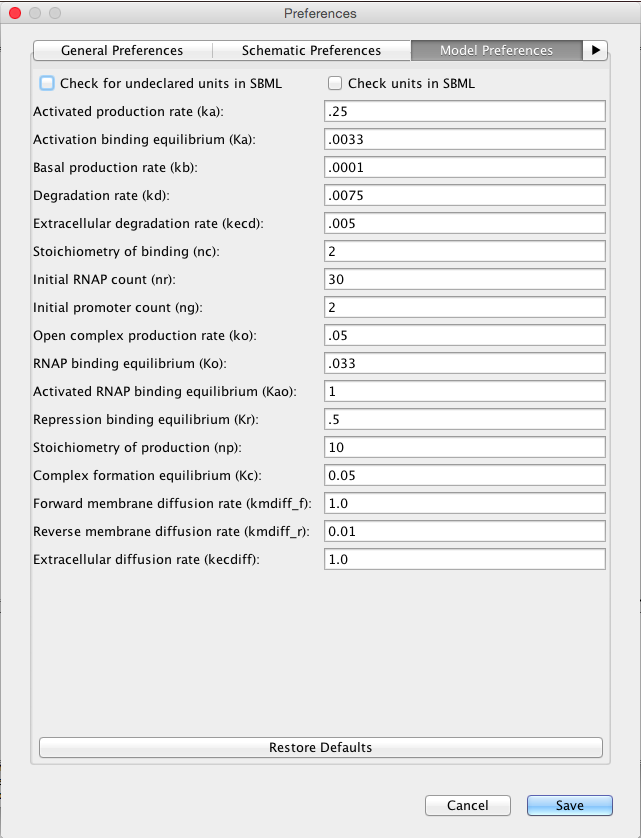 Preferences
General Preferences Schematic Preferences Model Preferences
Check for undeclared units in SBML Check units in SBML
Activated production rate (ka): .25
Activation binding equilibrium (Ka): .0033
Basal production rate (kb): .0001
Degradation rate (kd): .0075
Extracellular degradation rate (kecd): .005
Stoichiometry of binding (nc): 2
Initial RNAP count (nr): 30
Initial promoter count (ng): 2
Open complex production rate (ko): .05
RNAP binding equilibrium (Ko): .033
Activated RNAP binding equilibrium (Kao): 1
Repression binding equilibrium (Kr): .5
Stoichiometry of production (np): 10
Complex formation equilibrium (Kc): 0.05
Forward membrane diffusion rate (kmdiff_f): 1.0
Reverse membrane diffusion rate (kmdiff_r): 0.01
Extracellular diffusion rate (kecdiff): 1.0
Restore Defaults
Cancel Save